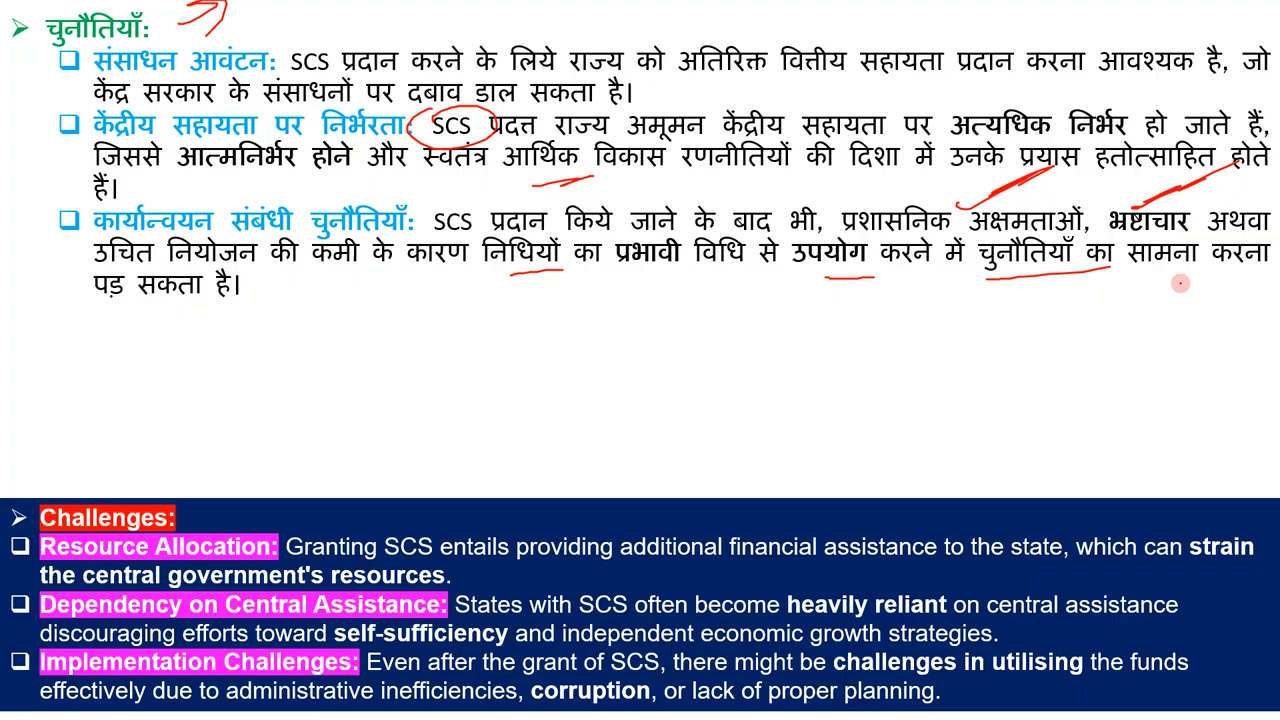 ➢ चुनौतियाँ:
❑ संसाधन आवंटन: SCS प्रदान करने के लिये राज्य को अतिरिक्त वित्तीय सहायता प्रदान करना आवश्यक है, जो
केंद्र सरकार के संसाधनों पर दबाव डाल सकता है।
❑ केंद्रीय सहायता पर निर्भरता: SCS प्रदत्त राज्य अमूमन केंद्रीय सहायता पर अत्यधिक निर्भर हो जाते हैं,
जिससे आत्मनिर्भर होने और स्वतंत्र आर्थिक विकास रणनीतियों की दिशा में उनके प्रयास हतोत्साहित होते
हैं।
❑ कार्यान्वयन संबंधी चुनौतियाँ: SCS प्रदान किये जाने के बाद भी, प्रशासनिक अक्षमताओं, भ्रष्टाचार अथवा
उचित नियोजन की कमी के कारण निधियों का प्रभावी विधि से उपयोग करने में चुनौतियाँ का सामना करना
पड़ सकता है।
➢ Challenges:
❑ Resource Allocation: Granting SCS entails providing additional financial assistance to the state, which can strain
the central government's resources.
❑ Dependency on Central Assistance: States with SCS often become heavily reliant on central assistance
discouraging efforts toward self-sufficiency and independent economic growth strategies.
❑ Implementation Challenges: Even after the grant of SCS, there might be challenges in utilising the funds
effectively due to administrative inefficiencies, corruption, or lack of proper planning.